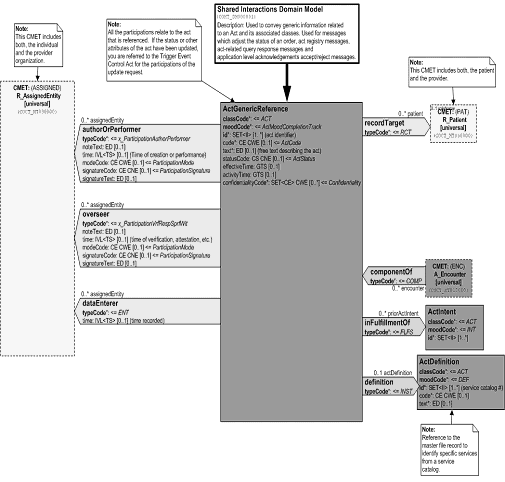 Shared Interactions Domain Model
Description: Used to convey generic information related
to an Act and its associated classes. Used for messages
which adjust the status of an order, act registry messages,
act-related query response messages and
application level acknowledgements accept/reject messages.
Note:
This CMET includes
both, the individual
and the provider
organization.
Note:
All the participations relate to the act
that is referenced. If the status or other
attributes of the act have been updated,
you are referred to the Trigger Event
Control Act for the participations of the
update request.
Note:
This CMET includes both, the patient
and the provider.
CMET: (ASSIGNED)
R_AssignedEntity
[universal]
0..* assignedEntity
authorOrPerformer
typeCode*: <= x_ParticipationAuthorPerformer
noteText: ED [0..1]
time: IVL<TS> [0..1] (Time of creation or performance)
modeCode: CE CWE [0..1] <= ParticipationMode
signatureCode: CE CNE [0..1] <= ParticipationSignature
signatureText: ED [0..1]
0..* assignedEntity
overseer
typeCode*: <= x_ParticipationVrfRespSprfWit
noteText: ED [0..1]
time: IVL<TS> [0..1] (time of verification, attestation, etc.)
modeCode: CE CWE [0..1] <= ParticipationMode
signatureCode: CE CNE [0..1] <= ParticipationSignature
signatureText: ED [0..1]
0..* assignedEntity
dataEnterer
typeCode*: <= ENT
time: IVL<TS> [0..1] (time recorded)
ActGenericReference
classCode*: <= ACT
moodCode*: <= ActMoodCompletionTrack
id*: SET<II> [1..*] (act identifier)
code*: CE CWE [0..1] <= ActCode
text*: ED [0..1] (free text describing the act)
statusCode: CS CNE [0..1] <= ActStatus
effectiveTime: GTS [0..1]
activityTime: GTS [0..1]
confidentialityCode*: SET<CE> CWE [0..*] <= Confidentiality
0..* patient
recordTarget
typeCode*: <= RCT
CMET: (PAT)
R_Patient
[universal]
componentOf
typeCode*: <= COMP
0..* encounter
CMET: (ENC)
A_Encounter
[universal]
0..* priorActIntent
inFulfillmentOf
typeCode*: <= FLFS
ActIntent
classCode*: <= ACT
moodCode*: <= INT
id*: SET<II> [1..*]
0..1 actDefinition
definition
typeCode*: <= INST
ActDefinition
classCode*: <= ACT
moodCode*: <= DEF
id*: SET<II> [1..*] (service catalog #)
code*: CE CWE [0..1]
text*: ED [0..1]
Note:
Reference to the
master file record to
identify specific services
from a service
catalog.